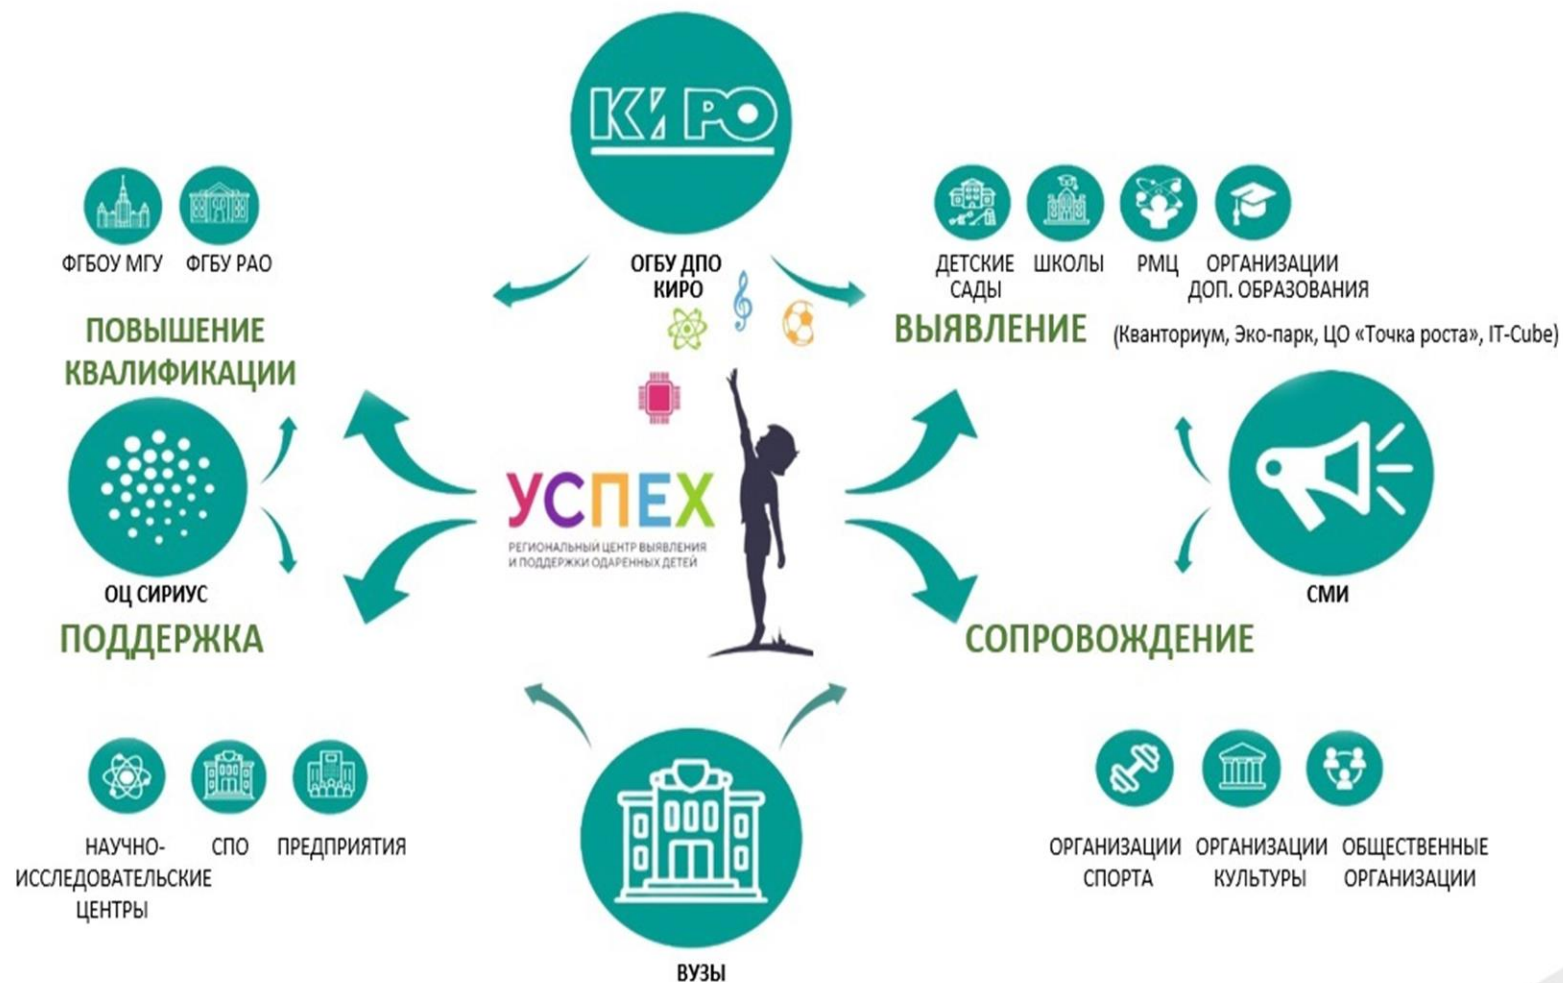 КИРО
ОГБУ ДПО
КИРО
ФГБОУ МГУ
ФГБУ РАО
ПОВЫШЕНИЕ
КВАЛИФИКАЦИИ
ДЕТСКИЕ
САДЫ
ШКОЛЫ
РМЦ
ОРГАНИЗАЦИИ
ДОП. ОБРАЗОВАНИЯ
ВЫЯВЛЕНИЕ
(Кванториум, Эко-парк, ЦО «Точка роста», IT-Cube)
ОЦ СИРИУС
ПОДДЕРЖКА
УСПЕХ
РЕГИОНАЛЬНЫЙ ЦЕНТР ВЫЯВЛЕНИЯ
И ПОДДЕРЖКИ ОДАРЕННЫХ ДЕТЕЙ
СМИ
СОПРОВОЖДЕНИЕ
НАУЧНО-
ИССЛЕДОВАТЕЛЬСКИЕ
ЦЕНТРЫ
СПО
ПРЕДПРИЯТИЯ
ВУЗЫ
ОРГАНИЗАЦИИ
СПОРТА
ОРГАНИЗАЦИИ
КУЛЬТУРЫ
ОБЩЕСТВЕННЫЕ
ОРГАНИЗАЦИИ